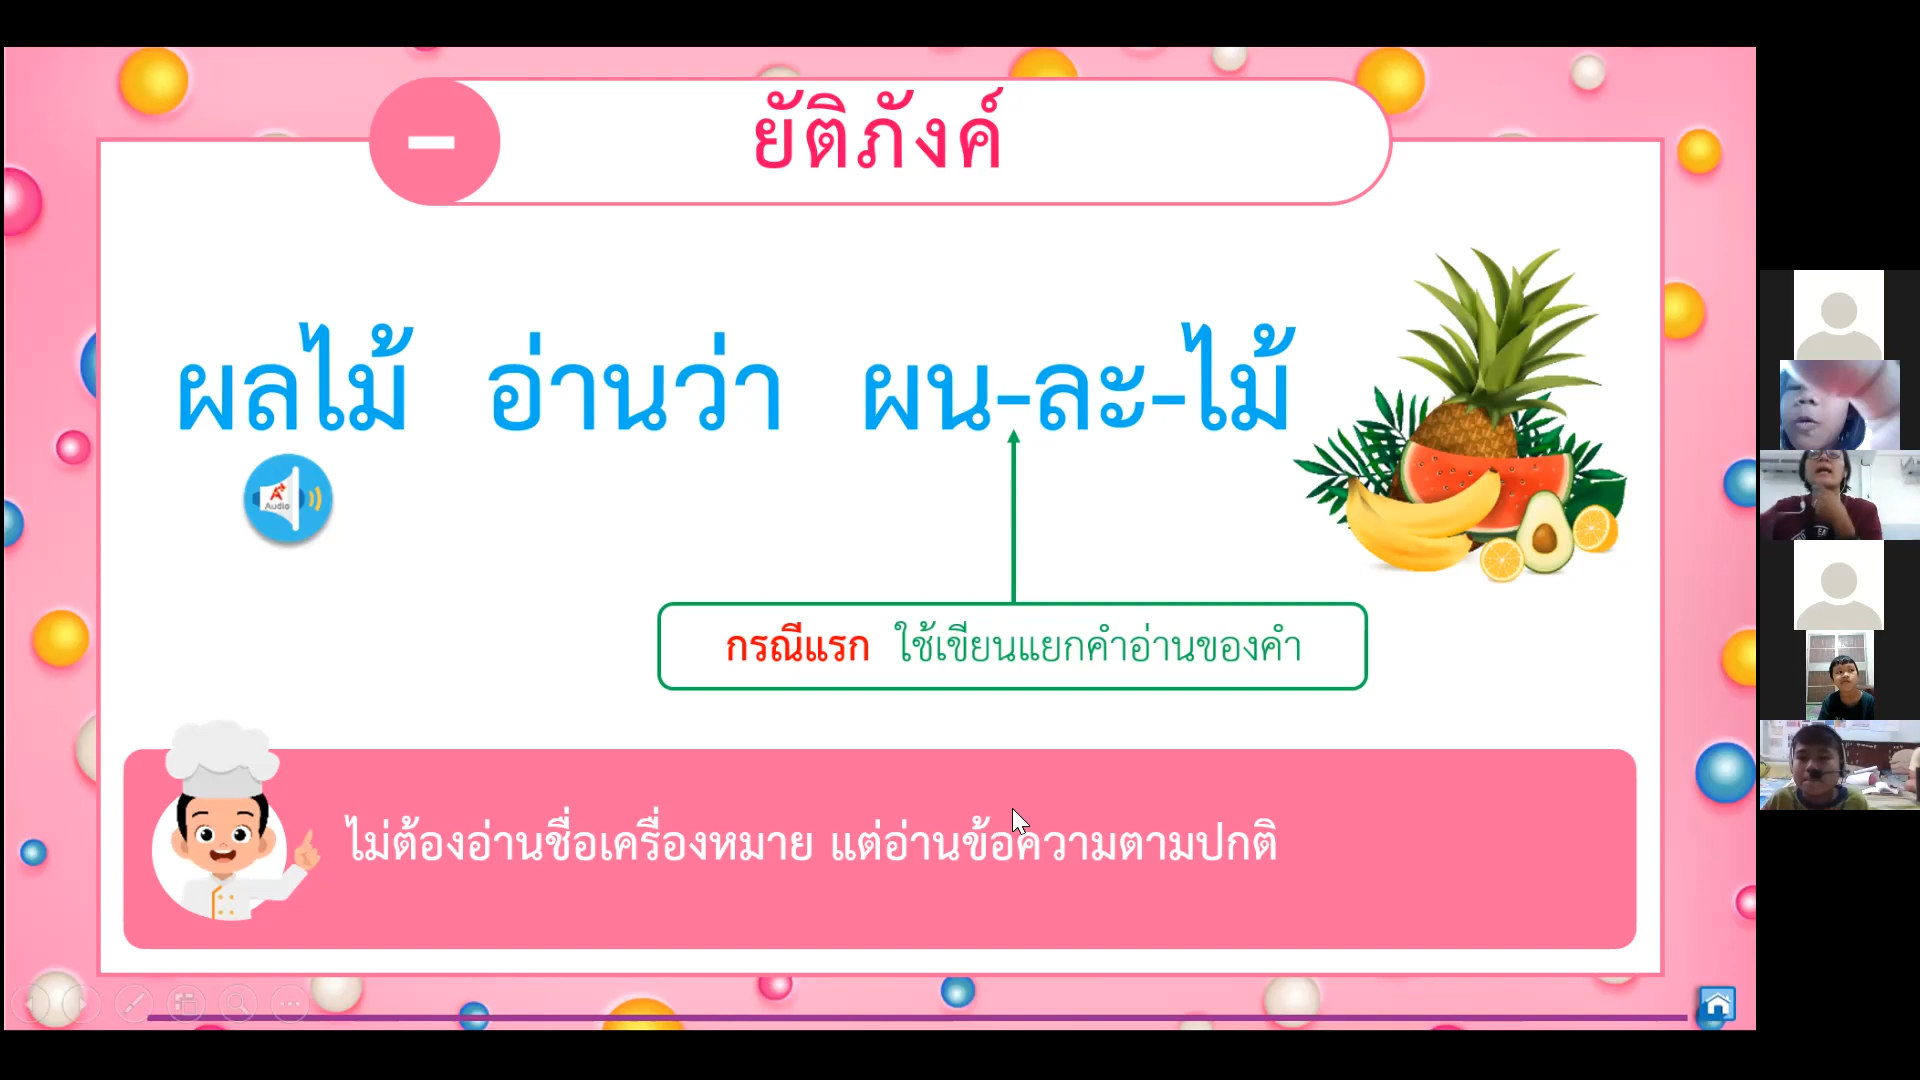 -
ยัติภังค์
ผลไม้ อ่านว่า ผน-ละ-ไม้
Audio
กรณีแรก ใช้เขียนแยกคำอ่านของคำ
ไม่ต้องอ่านชื่อเครื่องหมาย แต่อ่านข้อความตามปกติ